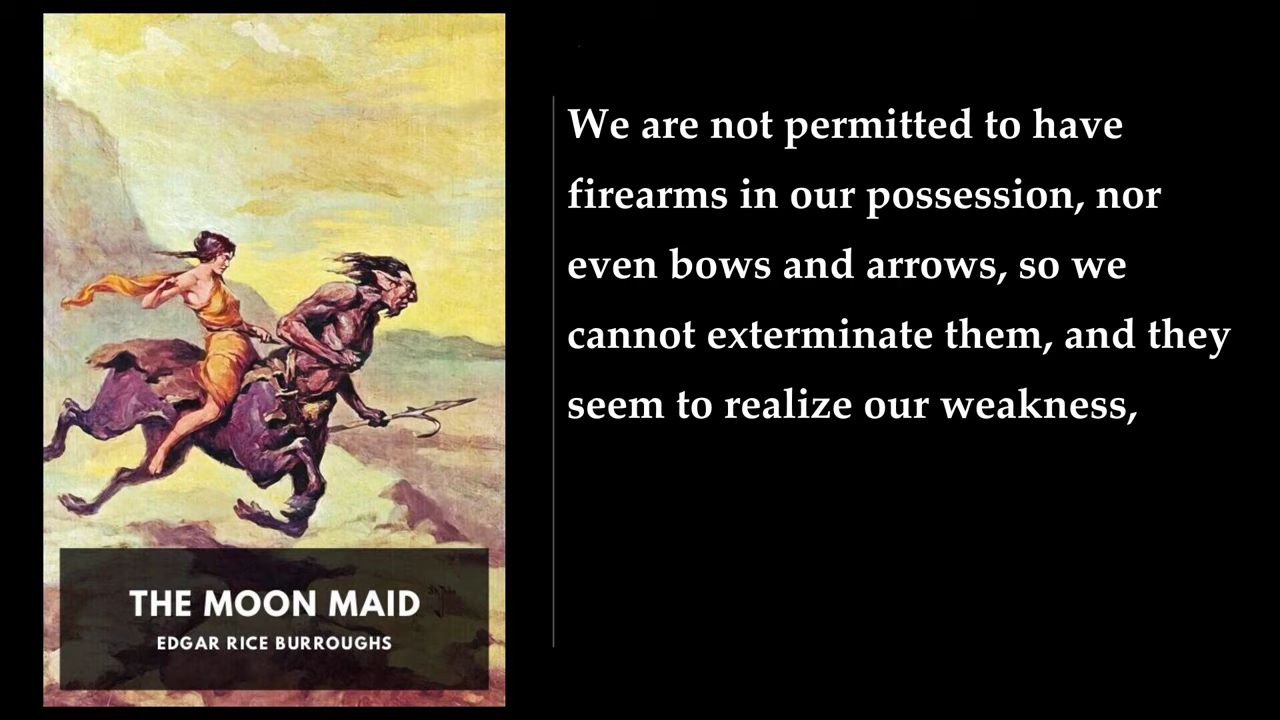 THE MOON MAID
EDGAR RICE BURROUGHS
We are not permitted to have
firearms in our possession, nor
even bows and arrows, so we
cannot exterminate them, and they
seem to realize our weakness,